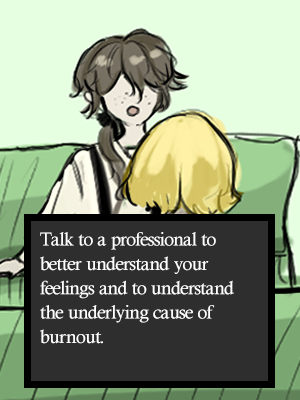 Talk to a professional to
better understand your
feelings and to understand
the underlying cause of
burnout.